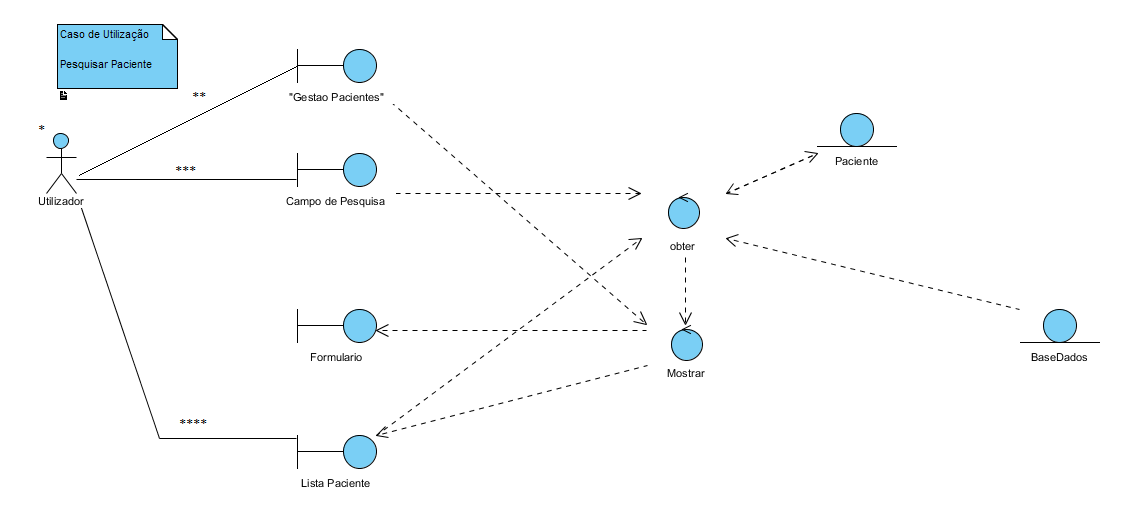 Caso de Utilização
Pesquisar Paciente
**
"Gestao Pacientes"
*
***
Utilizador
Campo de Pesquisa
Paciente
obter
Formulario
Mostrar
BaseDados
****
Lista Paciente